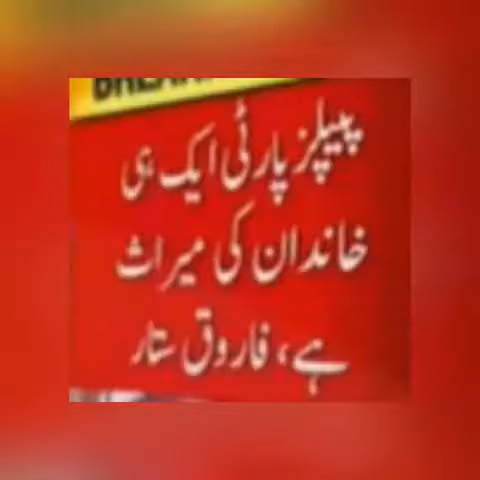 پیپلز پارٹی ایک ہی
خاندان کی میراث
ہے، فاروق ستار